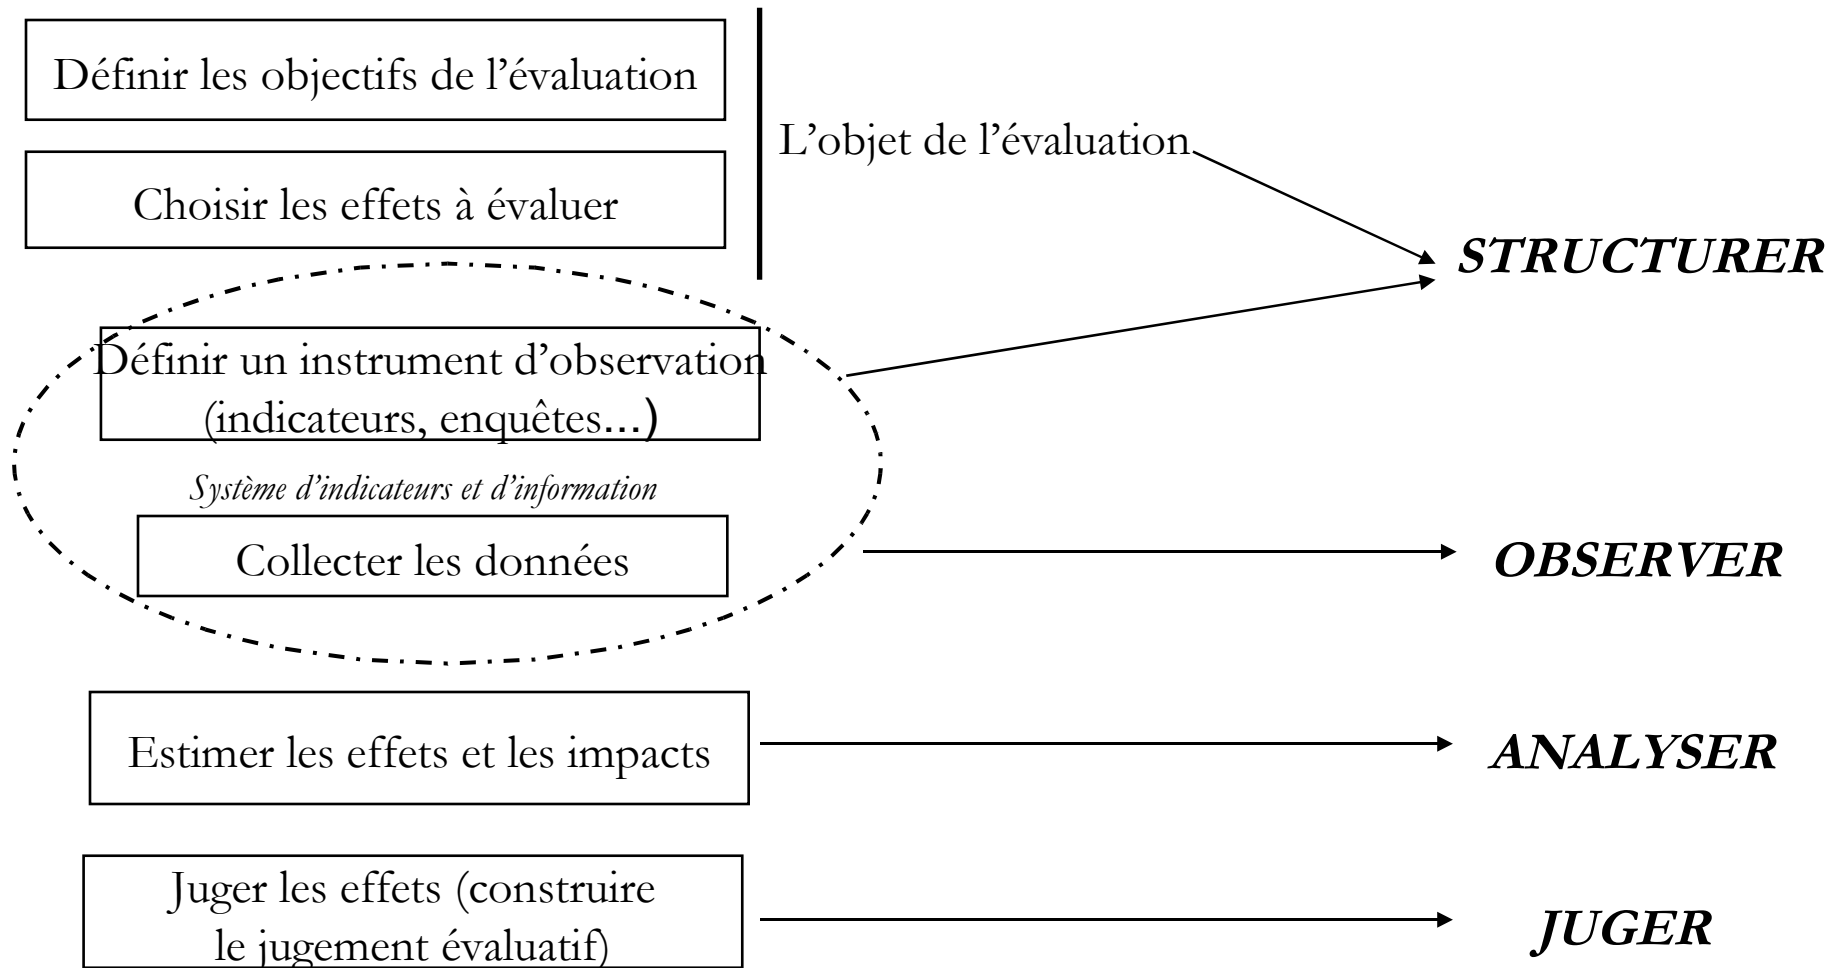 Définir les objectifs de l’évaluation
L’objet de l’évaluation
Choisir les effets à évaluer
STRUCTURER
Définir un instrument d’observation
(indicateurs, enquêtes...)
Système d’indicateurs et d’information
Collecter les données
OBSERVER
Estimer les effets et les impacts
ANALYSER
Juger les effets (construire
le jugement évaluatif)
JUGER